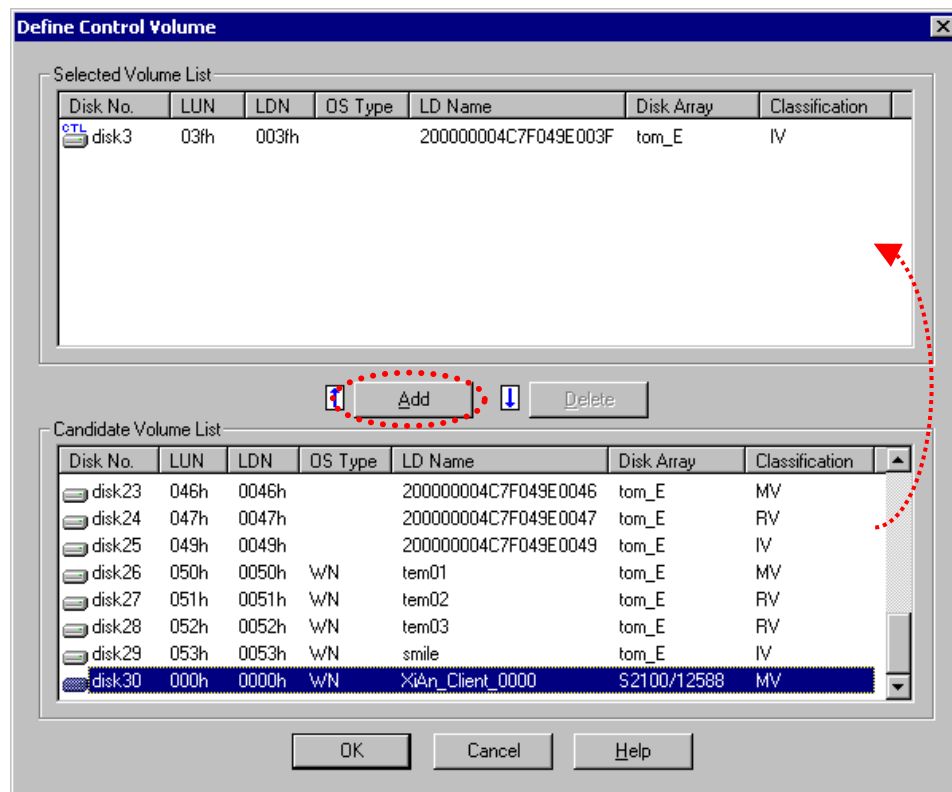 Define Control Volume
Selected Volume List
Disk No. LUN LDN OS Type LD Name Disk Array Classification
CTL disk3 03fh 003fh 200000004C7F049E003F tom_E IV
Add Delete
Candidate Volume List
Disk No. LUN LDN OS Type LD Name Disk Array Classification
disk23 046h 0046h 200000004C7F049E0046 tom_E MV
disk24 047h 0047h 200000004C7F049E0047 tom_E RV
disk25 049h 0049h 200000004C7F049E0049 tom_E IV
disk26 050h 0050h WN tem01 tom_E MV
disk27 051h 0051h WN tem02 tom_E RV
disk28 052h 0052h WN tem03 tom_E RV
disk29 053h 0053h WN smile tom_E IV
disk30 000h 0000h WN XiAn_Client_0000 S2100/12588 MV
OK Cancel Help